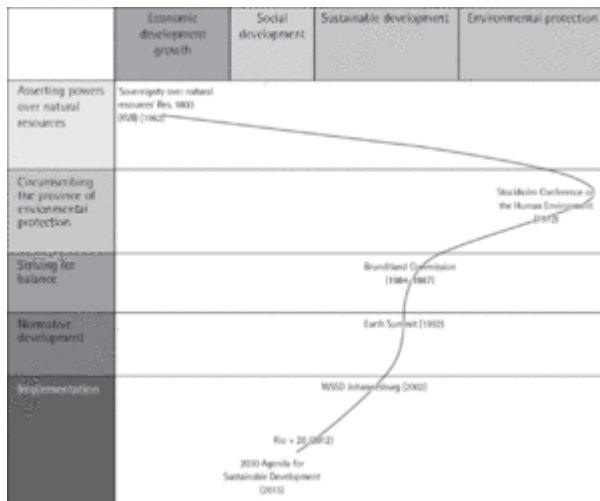 Economic
development
growth
Social
development
Sustainable development
Environmental protection
Asserting powers
over natural
resources
'Sovereignty over natural
resources' Res. 1803
(XVII) (1962)
Circumscribing
the province of
environmental
protection
Stockholm Conference on
the Human Environment
(1972)
Striving for
balance
Brundtland Commission
(1984-1987)
Normative
development
Earth Summit (1992)
Implementation
WSSD Johannesburg (2002)
Rio + 20 (2012)
2030 Agenda for
Sustainable Development
(2015)